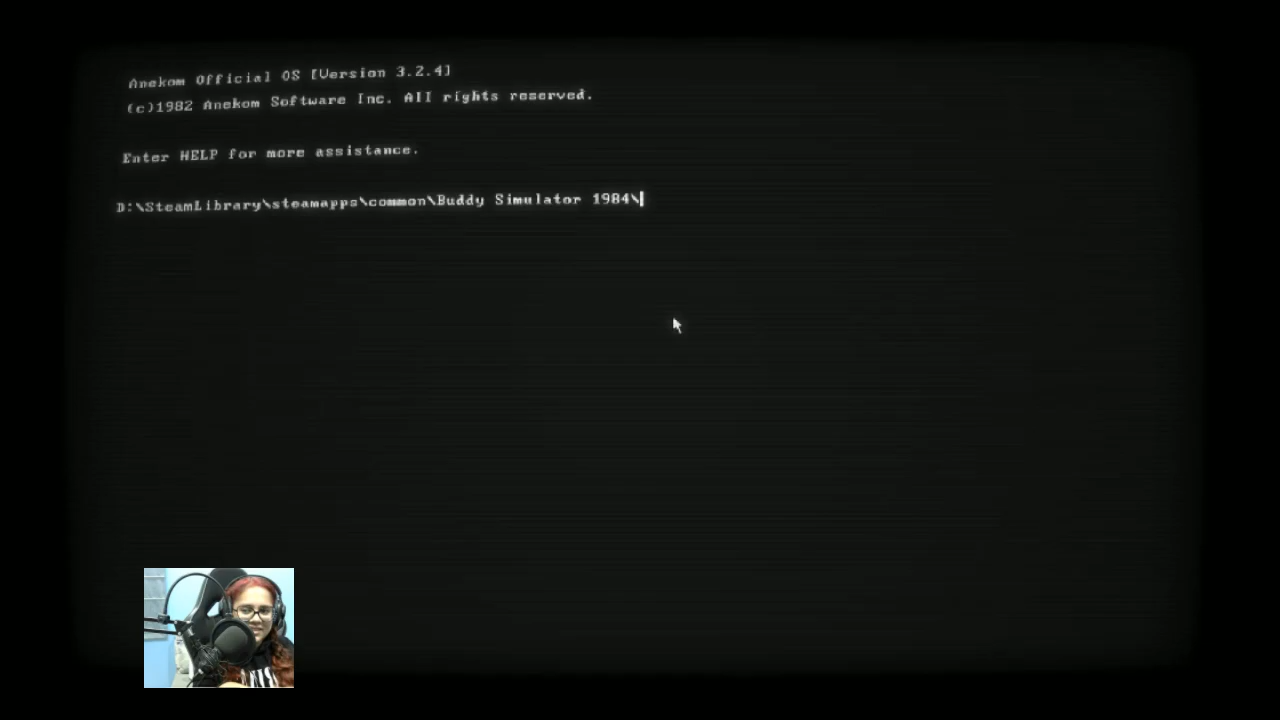 Anekom Official OS [Version 3.2.4]
(c)1982 Anekom Software Inc. All rights reserved.
Enter HELP for more assistance.
D:\SteamLibrary\steamapps\common\Buddy Simulator 1984\